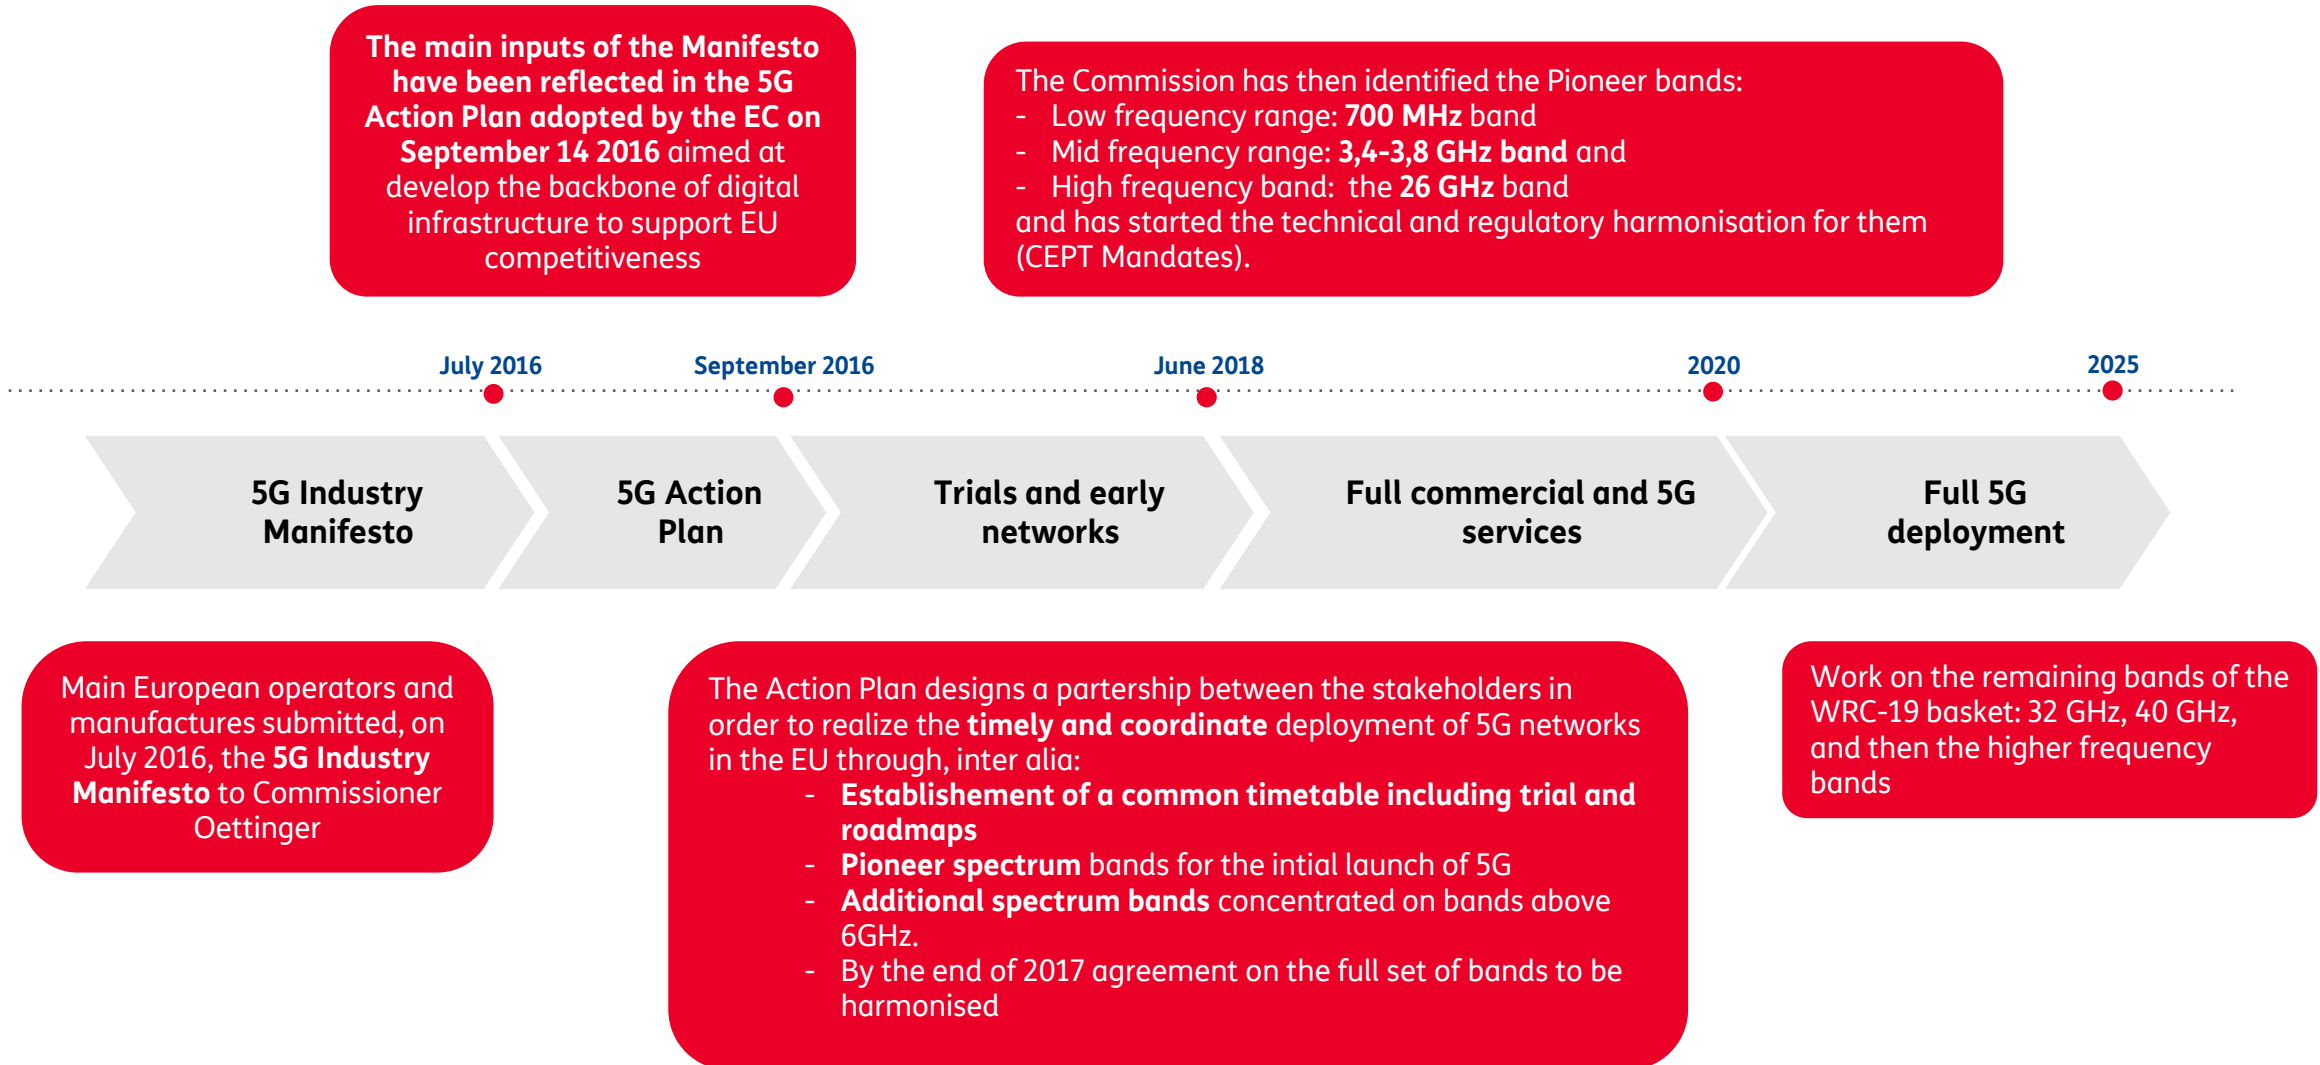 The main inputs of the Manifesto
have been reflected in the 5G
Action Plan adopted by the EC on
September 14 2016 aimed at
develop the backbone of digital
infrastructure to support EU
competitiveness
The Commission has then identified the Pioneer bands:
- Low frequency range: 700 MHz band
- Mid frequency range: 3,4-3,8 GHz band and
- High frequency band: the 26 GHz band
and has started the technical and regulatory harmonisation for them
(CEPT Mandates).
July 2016
September 2016
June 2018
2020
2025
5G Industry
Manifesto
5G Action
Plan
Trials and early
networks
Full commercial and 5G
services
Full 5G
deployment
Main European operators and
manufactures submitted, on
July 2016, the 5G Industry
Manifesto to Commissioner
Oettinger
The Action Plan designs a partership between the stakeholders in
order to realize the timely and coordinate deployment of 5G networks
in the EU through, inter alia:
- Establishement of a common timetable including trial and
roadmaps
- Pioneer spectrum bands for the intial launch of 5G
- Additional spectrum bands concentrated on bands above
6GHz.
- By the end of 2017 agreement on the full set of bands to be
harmonised
Work on the remaining bands of the
WRC-19 basket: 32 GHz, 40 GHz,
and then the higher frequency
bands